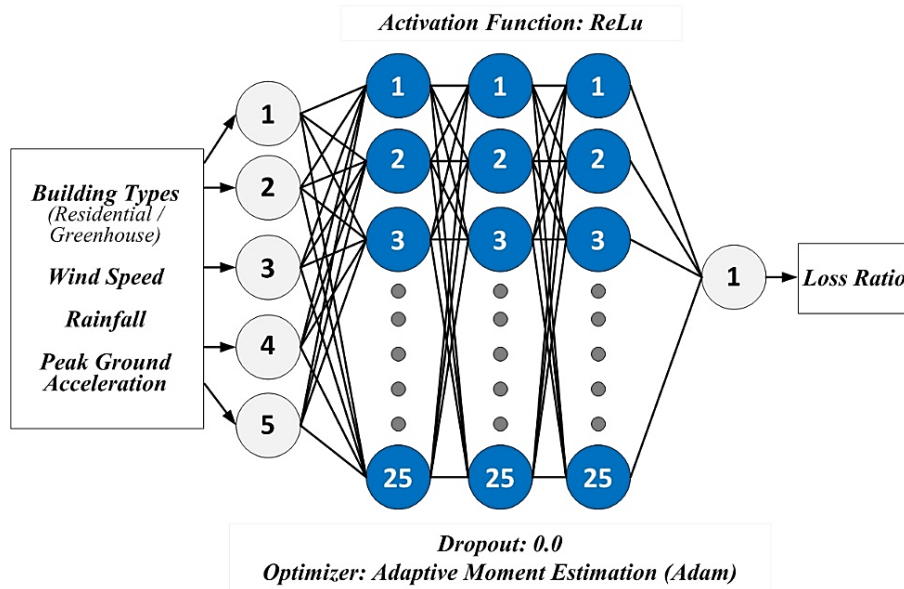 Activation Function: ReLu
Building Types
(Residential /
Greenhouse)
Wind Speed
Rainfall
Peak Ground
Acceleration
1
2
3
4
5
1
2
3
25
1
2
3
25
1
2
3
25
1
Loss Ratio
Dropout: 0.0
Optimizer: Adaptive Moment Estimation (Adam)